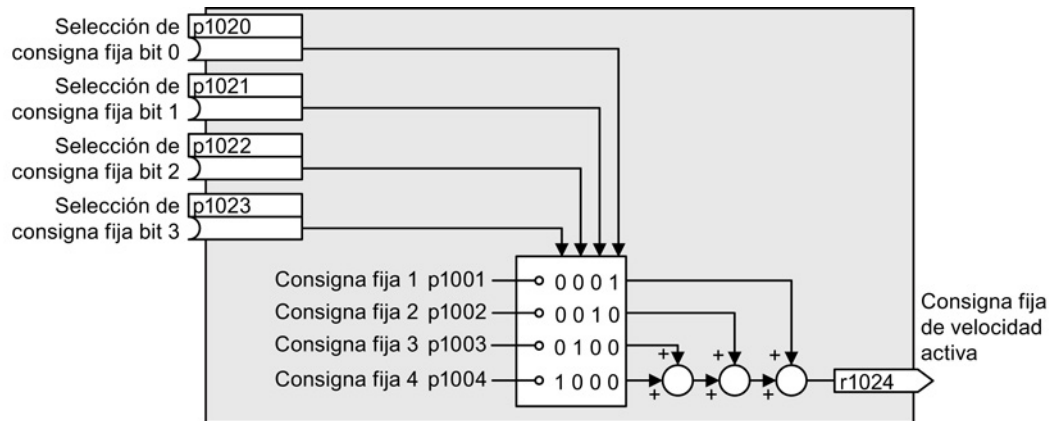 Selección de
consigna fija bit 0
p1020
Selección de
consigna fija bit 1
p1021
Selección de
consigna fija bit 2
p1022
Selección de
consigna fija bit 3
p1023
Consigna fija 1 p1001
0 0 0 1
Consigna fija 2 p1002
0 0 1 0
Consigna fija 3 p1003
0 1 0 0
Consigna fija 4 p1004
1 0 0 0
+
+
+
+
+
+
Consigna fija
de velocidad
activa
r1024